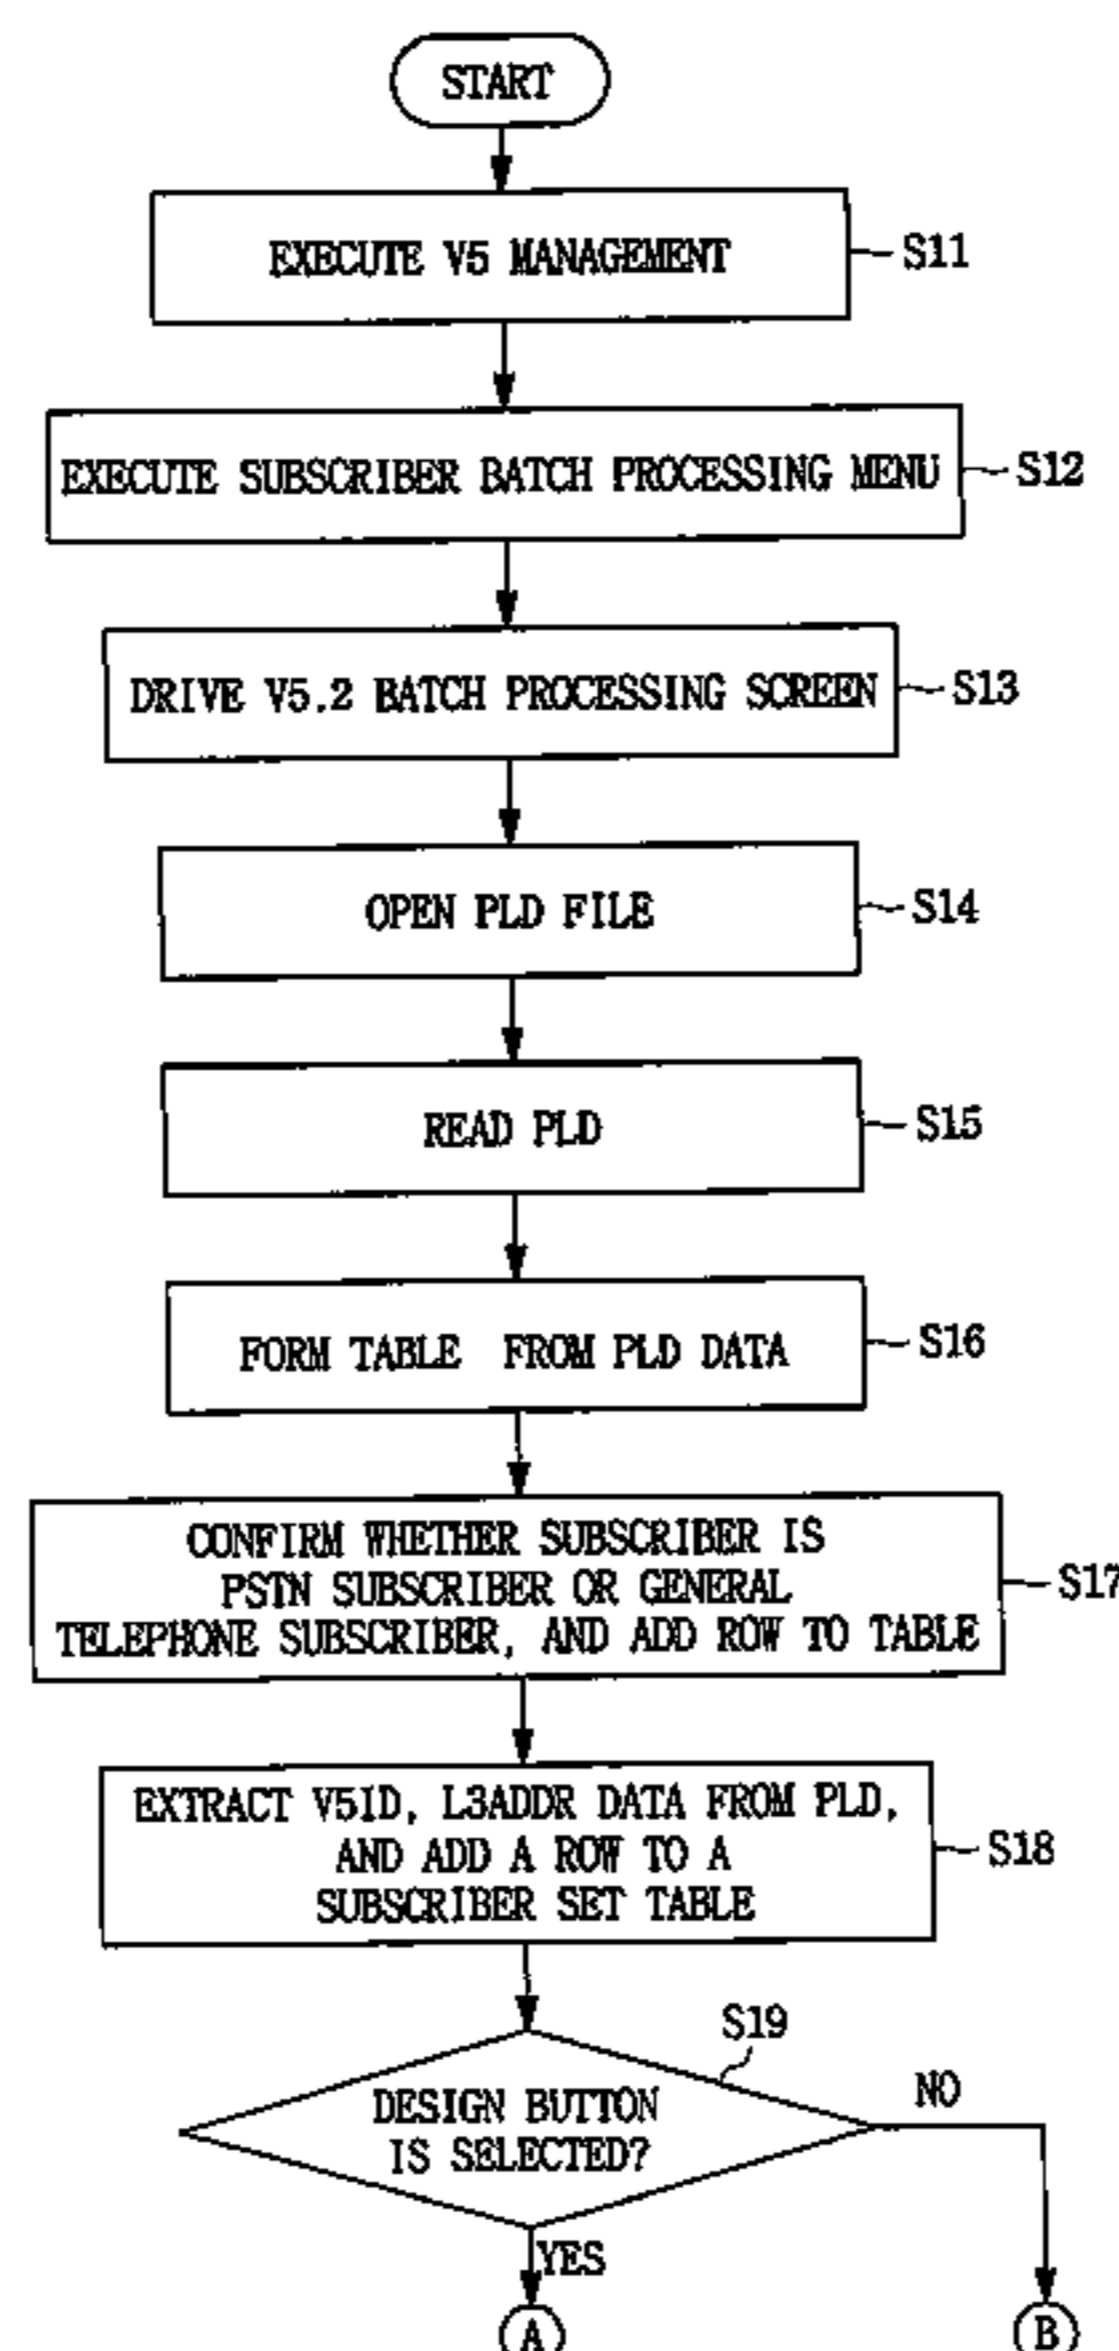 START
EXECUTE V5 MANAGEMENT
S11
EXECUTE SUBSCRIBER BATCH PROCESSING MENU
S12
DRIVE V5.2 BATCH PROCESSING SCREEN
S13
OPEN PLD FILE
S14
READ PLD
S15
FORM TABLE FROM PLD DATA
S16
CONFIRM WHETHER SUBSCRIBER IS
PSTN SUBSCRIBER OR GENERAL
TELEPHONE SUBSCRIBER, AND ADD ROW TO TABLE
S17
EXTRACT V5ID, L3ADDR DATA FROM PLD,
AND ADD A ROW TO A
SUBSCRIBER SET TABLE
S18
S19
DESIGN BUTTON
IS SELECTED?
NO
YES
A
B